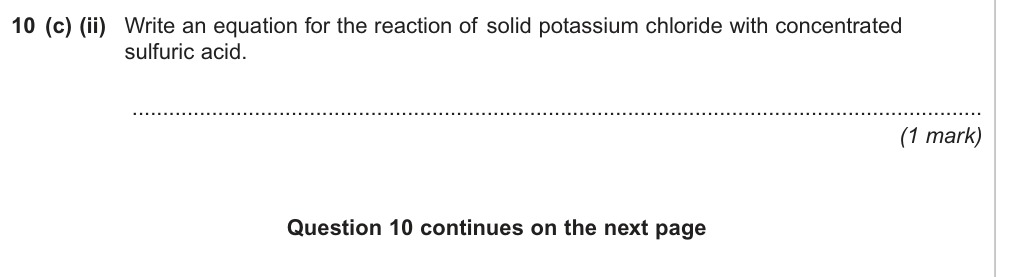 10 (c) (ii) Write an equation for the reaction of solid potassium chloride with concentrated
sulfuric acid.
....................................................................................................................................
(1 mark)
Question 10 continues on the next page